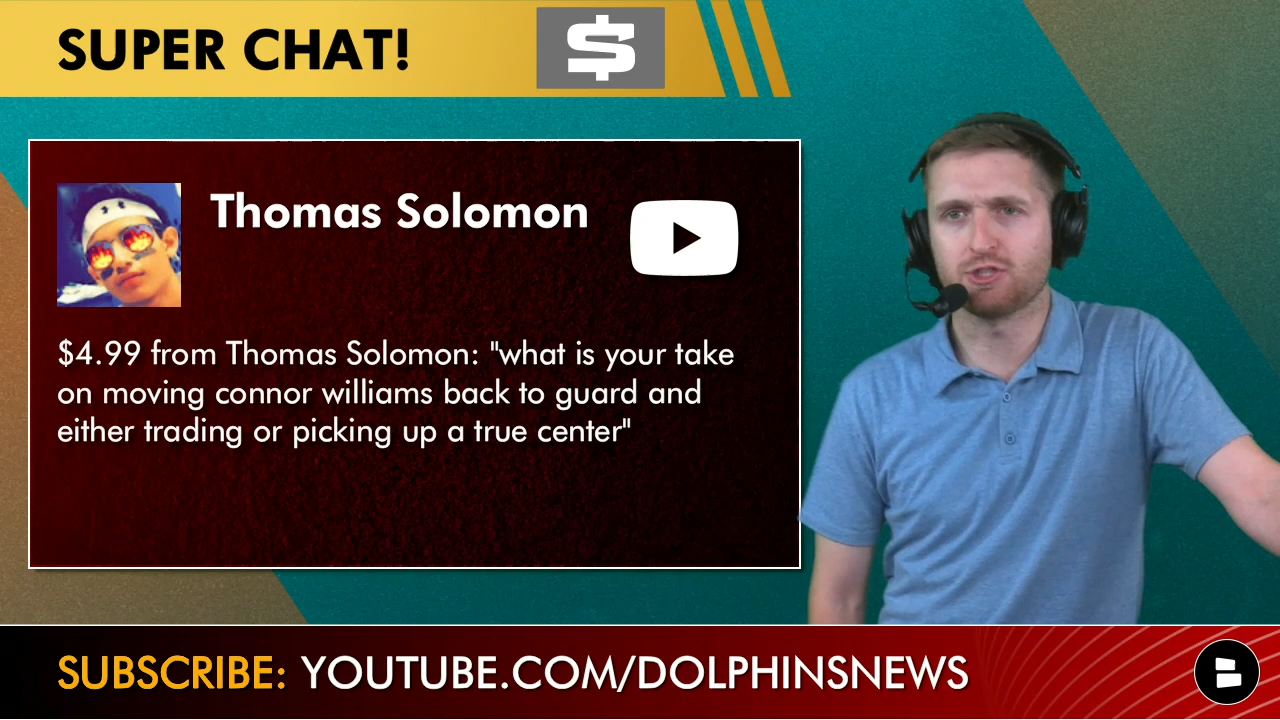 SUPER CHAT!
$
Thomas Solomon
$4.99 from Thomas Solomon: "what is your take
on moving connor williams back to guard and
either trading or picking up a true center"
SUBSCRIBE: YOUTUBE.COM/DOLPHINSNEWS